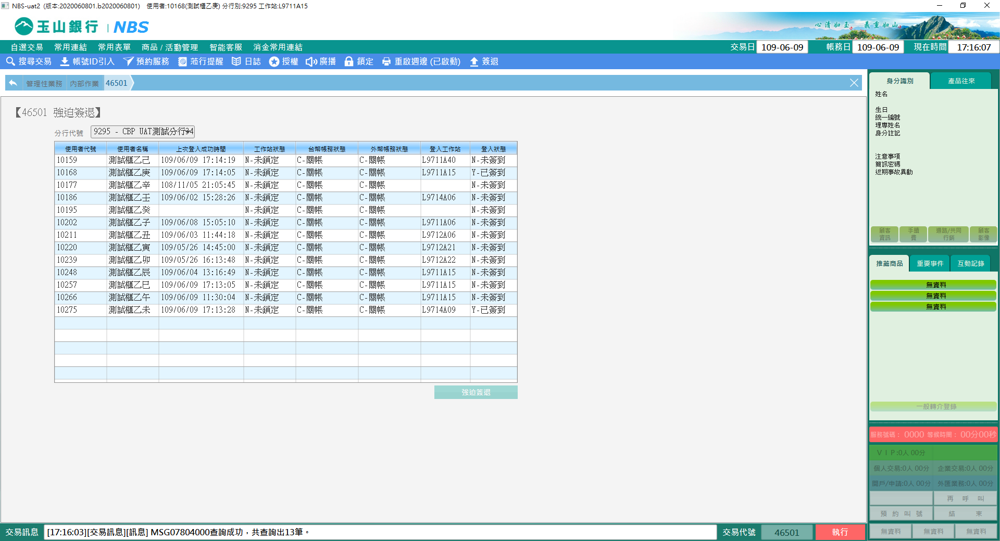 NBS-uat2 (版本:2020060801.b2020060801) 使用者:10168(測試櫃乙庚) 分行別:9295 工作站:L9711A15
玉山銀行 | NBS
心清如玉。義重如山。
自選交易 常用連結 常用表單 商品 / 活動管理 智能客服 消金常用連結 交易日 109-06-09 帳務日 109-06-09 現在時間 17:16:07
搜尋交易 帳號ID引入 預約服務 蒞行提醒 日誌 授權 廣播 鎖定 重啟週邊 (已啟動) 簽退
管理性業務 內部作業 46501
【46501 強迫簽退】
分行代號 9295 - CBP UAT測試分行34
使用者代號 使用者名稱 上次登入成功時間 工作站狀態 台幣帳務狀態 外幣帳務狀態 登入工作站 登入狀態
10159 測試櫃乙己 109/06/09 17:14:19 N-未鎖定 C-關帳 C-關帳 L9711A40 N-未簽到
10168 測試櫃乙庚 109/06/09 17:14:05 N-未鎖定 C-關帳 C-關帳 L9711A15 Y-已簽到
10177 測試櫃乙辛 108/11/05 21:05:45 N-未鎖定 C-關帳 C-關帳 N-未簽到
10186 測試櫃乙壬 109/06/02 15:28:26 N-未鎖定 C-關帳 C-關帳 L9714A06 N-未簽到
10195 測試櫃乙癸 N-未鎖定 C-關帳 C-關帳 N-未簽到
10202 測試櫃乙子 109/06/08 15:05:10 N-未鎖定 C-關帳 C-關帳 L9711A06 N-未簽到
10211 測試櫃乙丑 109/06/03 11:44:18 N-未鎖定 C-關帳 C-關帳 L9712A06 N-未簽到
10220 測試櫃乙寅 109/05/26 14:45:00 N-未鎖定 C-關帳 C-關帳 L9712A21 N-未簽到
10239 測試櫃乙卯 109/05/26 16:13:48 N-未鎖定 C-關帳 C-關帳 L9712A22 N-未簽到
10248 測試櫃乙辰 109/06/04 13:16:49 N-未鎖定 C-關帳 C-關帳 L9711A15 N-未簽到
10257 測試櫃乙巳 109/06/09 17:13:05 N-未鎖定 C-關帳 C-關帳 L9711A15 N-未簽到
10266 測試櫃乙午 109/06/09 11:30:04 N-未鎖定 C-關帳 C-關帳 L9711A15 N-未簽到
10275 測試櫃乙未 109/06/09 17:13:28 N-未鎖定 C-關帳 C-關帳 L9714A09 Y-已簽到
強迫簽退
身分識別 產品往來
姓名
生日
統一編號
理專姓名
身分註記
注意事項
簡訊密碼
近期事故異動
顧客資訊 手續費 通路/共同行銷 顧客影像
推薦商品 重要事件 互動記錄
無資料
無資料
無資料
一般轉介登錄
服務號碼： 0000 等候時間： 00分00秒
ＶＩＰ:0人 00分
個人交易:0人 00分 企業交易:0人 00分
開戶/申請:0人 00分 外匯業務:0人 00分
再 呼 叫
預 約 叫 號 結 束
無資料 無資料 無資料
交易訊息 [17:16:03][交易訊息][訊息] MSG07804000查詢成功，共查詢出13筆。 交易代號 46501 執行